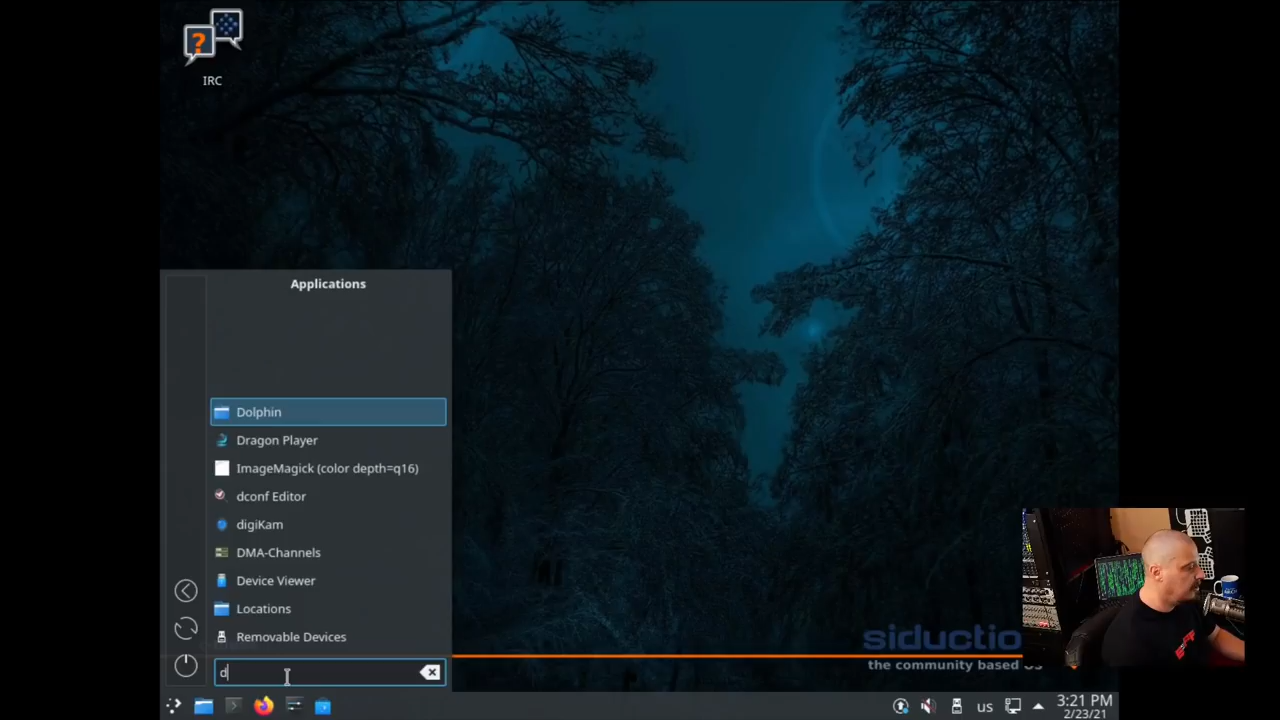 IRC
Applications
Dolphin
Dragon Player
ImageMagick (color depth=q16)
dconf Editor
digiKam
DMA-Channels
Device Viewer
Locations
Removable Devices
d
siductio
the community based
us
3:21 PM
2/23/21